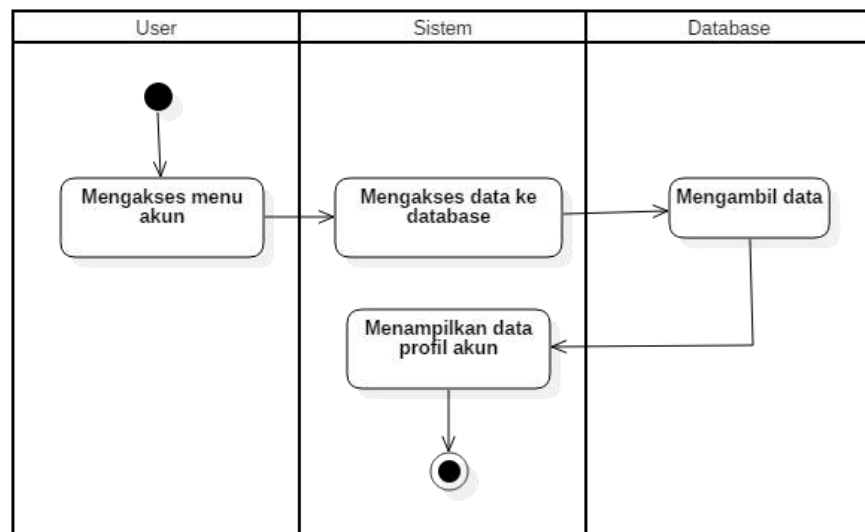 User
Sistem
Database
Mengakses menu
akun
Mengakses data ke
database
Mengambil data
Menampilkan data
profil akun